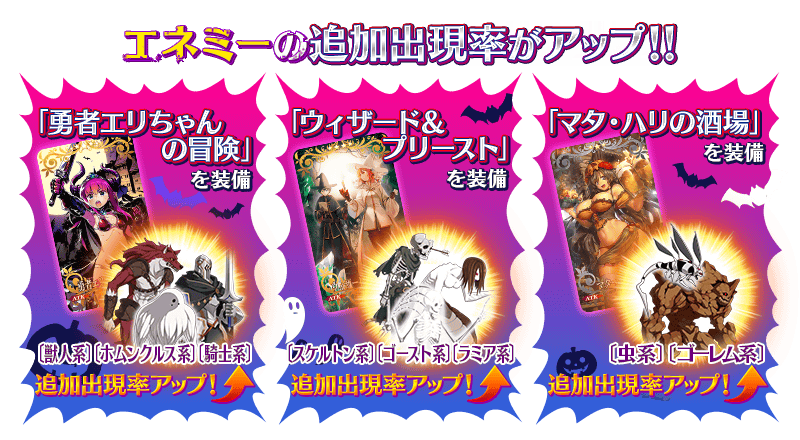 エネミーの追加出現率がアップ!!
「勇者エリちゃん
の冒険」
を装備
ATK
〔獣人系〕〔ホムンクルス系〕〔騎士系〕
追加出現率アップ!
「ウィザード&
プリースト」
を装備
ATK
〔スケルトン系〕〔ゴースト系〕〔ラミア系〕
追加出現率アップ!
「マタ・ハリの酒場」
を装備
ATK
〔虫系〕〔ゴーレム系〕
追加出現率アップ!